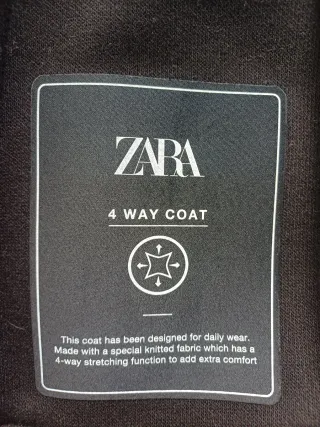 ZARA
4 WAY COAT
This coat has been designed for daily wear.
Made with a special knitted fabric which has a
4-way stretching function to add extra comfort